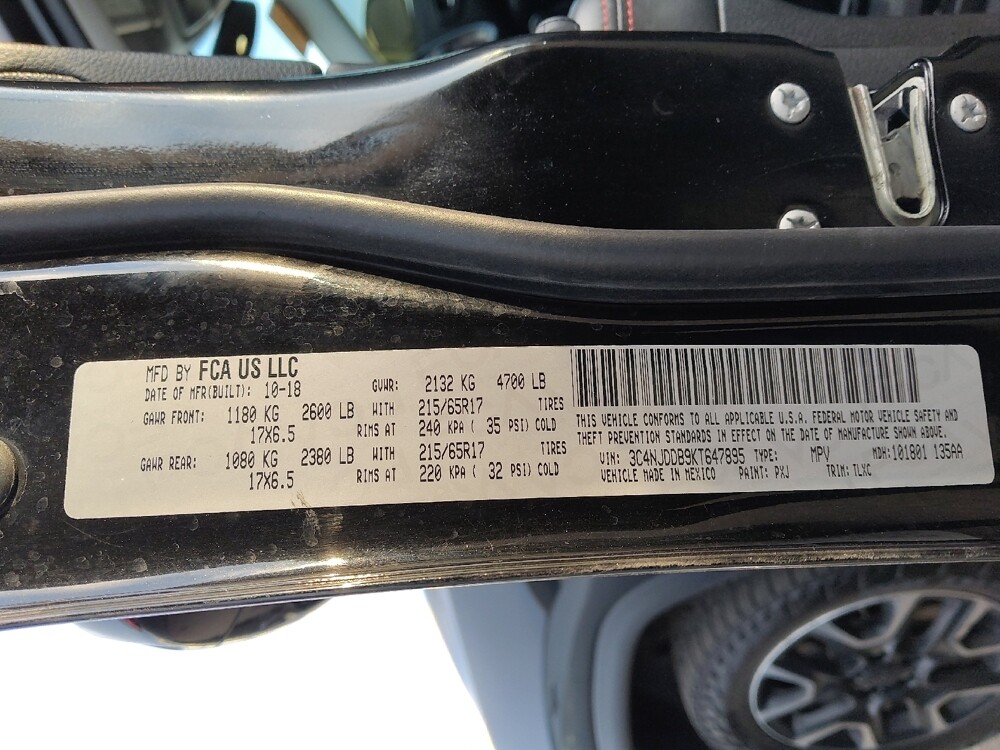 MFD BY FCA US LLC
DATE OF MFR(BUILT): 10-18 GVWR: 2132 KG 4700 LB
GAWR FRONT: 1180 KG 2600 LB WITH 215/65R17 TIRES
17X6.5 RIMS AT 240 KPA ( 35 PSI) COLD
GAWR REAR: 1080 KG 2380 LB WITH 215/65R17 TIRES
17X6.5 RIMS AT 220 KPA ( 32 PSI) COLD
THIS VEHICLE CONFORMS TO ALL APPLICABLE U.S.A. FEDERAL MOTOR VEHICLE SAFETY AND
THEFT PREVENTION STANDARDS IN EFFECT ON THE DATE OF MANUFACTURE SHOWN ABOVE.
VIN: 3C4NJDDB9KT647895 TYPE: MPV MDH:101801 135AA
VEHICLE MADE IN MEXICO PAINT: PXJ TRIM: TLXC